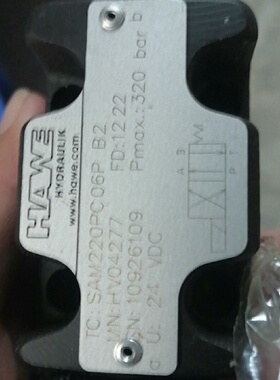 HAWE
HYDRAULIK
www.hawe.com
TC: SAM220PC06P B2
MN: HV04277 FD:12 22
SN: 10926109 Pmax.:320 bar
U: 24 VDC
a
b
A B
P T